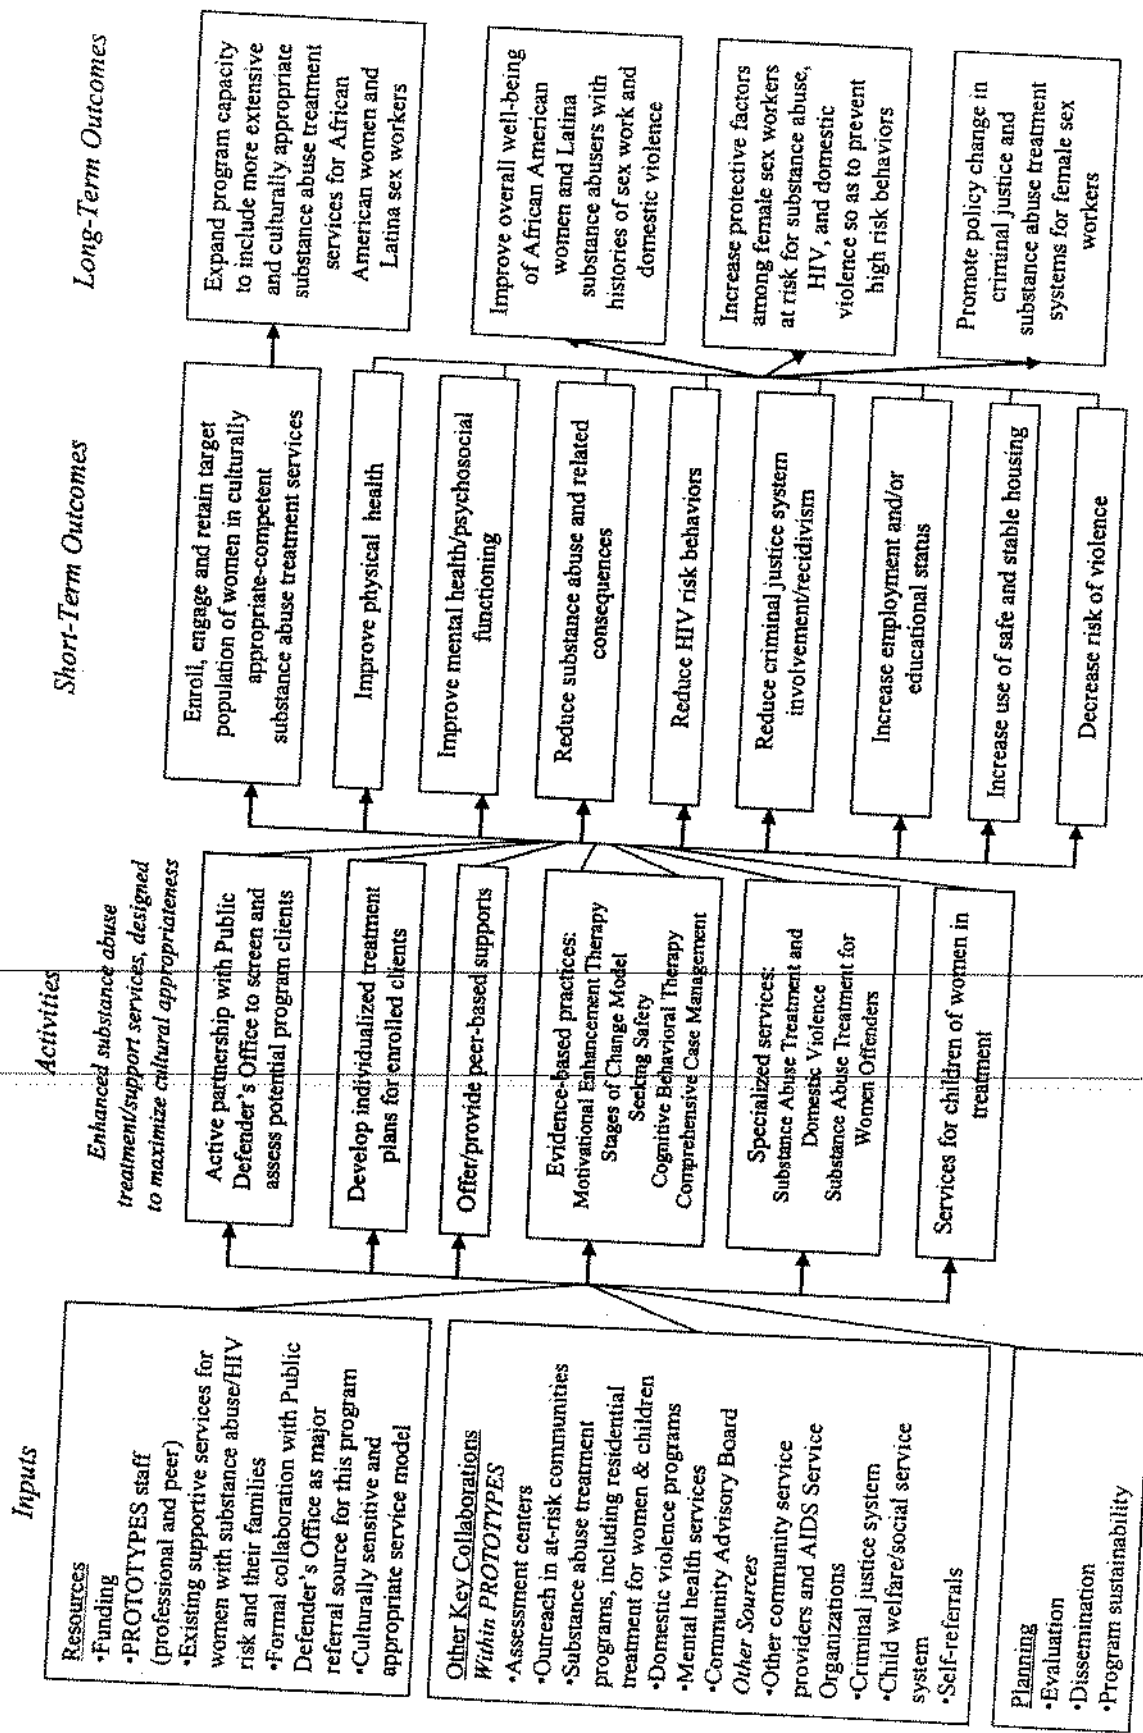 Inputs
Resources
•Funding
•PROTOTYPES staff
(professional and peer)
•Existing supportive services for
women with substance abuse/HIV
risk and their families
•Formal collaboration with Public
Defender's Office as major
referral source for this program
•Culturally sensitive and
appropriate service model
Other Key Collaborations
Within PROTOTYPES
•Assessment centers
•Outreach in at-risk communities
•Substance abuse treatment
programs, including residential
treatment for women & children
•Domestic violence programs
•Mental health services
•Community Advisory Board
Other Sources
•Other community service
providers and AIDS Service
Organizations
•Criminal justice system
•Child welfare/social service
system
•Self-referrals
Planning
•Evaluation
•Dissemination
•Program sustainability
Activities
Enhanced substance abuse
treatment/support services, designed
to maximize cultural appropriateness
Active partnership with Public
Defender's Office to screen and
assess potential program clients
Develop individualized treatment
plans for enrolled clients
Offer/provide peer-based supports
Evidence-based practices:
Motivational Enhancement Therapy
Stages of Change Model
Seeking Safety
Cognitive Behavioral Therapy
Comprehensive Case Management
Specialized services:
Substance Abuse Treatment and
Domestic Violence
Substance Abuse Treatment for
Women Offenders
Services for children of women in
treatment
Short-Term Outcomes
Enroll, engage and retain target
population of women in culturally
appropriate-competent
substance abuse treatment services
Improve physical health
Improve mental health/psychosocial
functioning
Reduce substance abuse and related
consequences
Reduce HIV risk behaviors
Reduce criminal justice system
involvement/recidivism
Increase employment and/or
educational status
Increase use of safe and stable housing
Decrease risk of violence
Long-Term Outcomes
Expand program capacity
to include more extensive
and culturally appropriate
substance abuse treatment
services for African
American women and
Latina sex workers
Improve overall well-being
of African American
women and Latina
substance abusers with
histories of sex work and
domestic violence
Increase protective factors
among female sex workers
at risk for substance abuse,
HIV, and domestic
violence so as to prevent
high risk behaviors
Promote policy change in
criminal justice and
substance abuse treatment
systems for female sex
workers